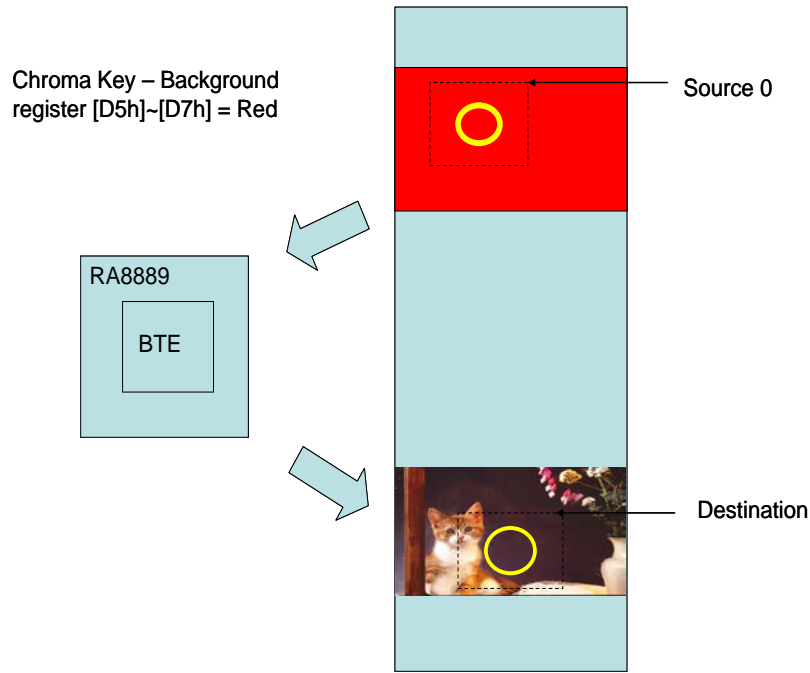 Chroma Key – Background
register [D5h]~[D7h] = Red
Source 0
RA8889
BTE
Destination